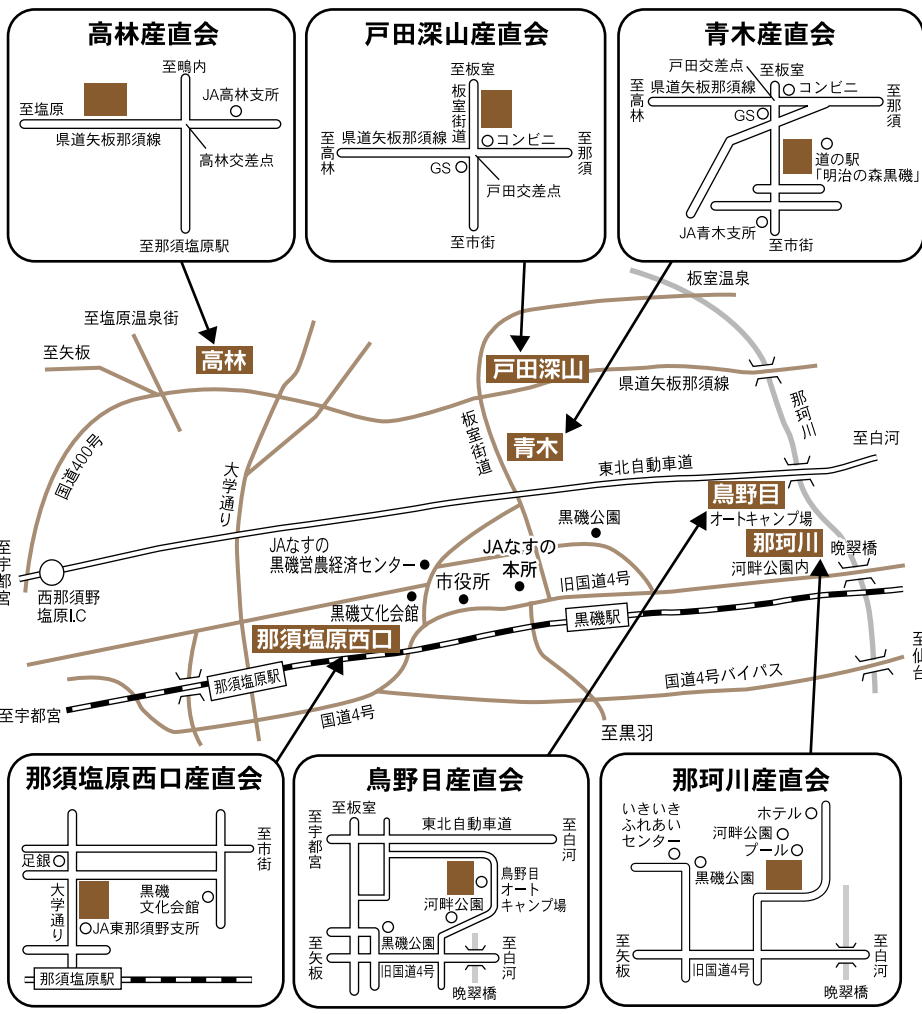 高林産直会
至鴫内
至塩原
JA高林支所
県道矢板那須線
高林交差点
至那須塩原駅
戸田深山産直会
至板室
板室街道
コンビニ
県道矢板那須線
至高林
至那須
GS
戸田交差点
至市街
青木産直会
戸田交差点
至板室
コンビニ
県道矢板那須線
至高林
至那須
GS
道の駅
「明治の森黒磯」
JA青木支所
至市街
板室温泉
至塩原温泉街
至矢板
高林
戸田深山
県道矢板那須線
那珂川
板室街道
青木
至白河
国道400号
大学通り
東北自動車道
鳥野目
オートキャンプ場
黒磯公園
那珂川
河畔公園内
晩翠橋
至宇都宮
JAなすの
黒磯営農経済センター
JAなすの
本所
市役所
旧国道4号
西那須野
塩原I.C
黒磯文化会館
黒磯駅
那須塩原西口
至仙台
那須塩原駅
国道4号バイパス
至宇都宮
国道4号
至黒羽
那須塩原西口産直会
至市街
足銀
大学通り
黒磯
文化会館
JA東那須野支所
那須塩原駅
鳥野目産直会
至板室
至宇都宮
東北自動車道
至白河
鳥野目
オート
キャンプ場
河畔公園
黒磯公園
至矢板
旧国道4号
至白河
晩翠橋
那珂川産直会
いきいき
ふれあい
センター
ホテル
河畔公園
プール
黒磯公園
至矢板
旧国道4号
至白河
晩翠橋